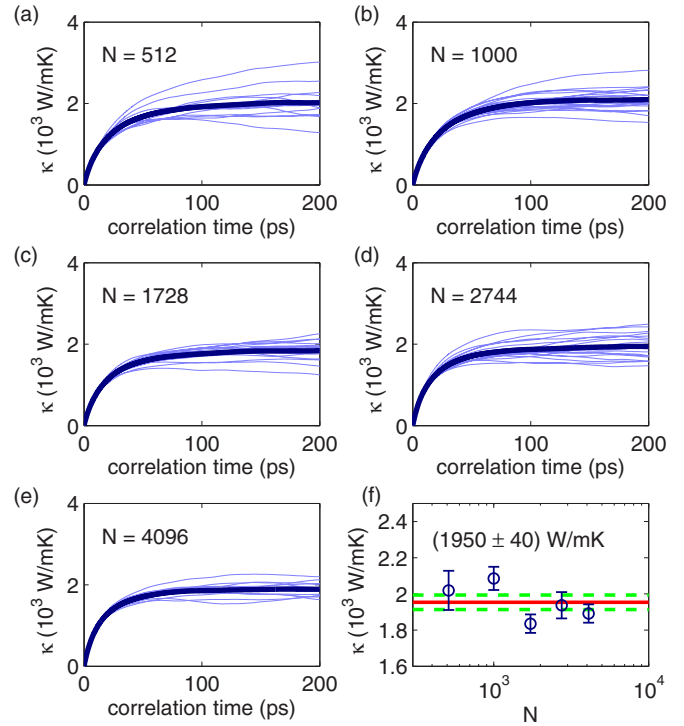 (a)
4
N = 512
2
0
0 100 200
κ (10³ W/mK)
correlation time (ps)
(b)
4
N = 1000
2
0
0 100 200
κ (10³ W/mK)
correlation time (ps)
(c)
4
N = 1728
2
0
0 100 200
κ (10³ W/mK)
correlation time (ps)
(d)
4
N = 2744
2
0
0 100 200
κ (10³ W/mK)
correlation time (ps)
(e)
4
N = 4096
2
0
0 100 200
κ (10³ W/mK)
correlation time (ps)
(f)
2.5
2.4
(1950 ± 40) W/mK
2.2
2
1.8
1.6
10³ 10⁴
κ (10³ W/mK)
N